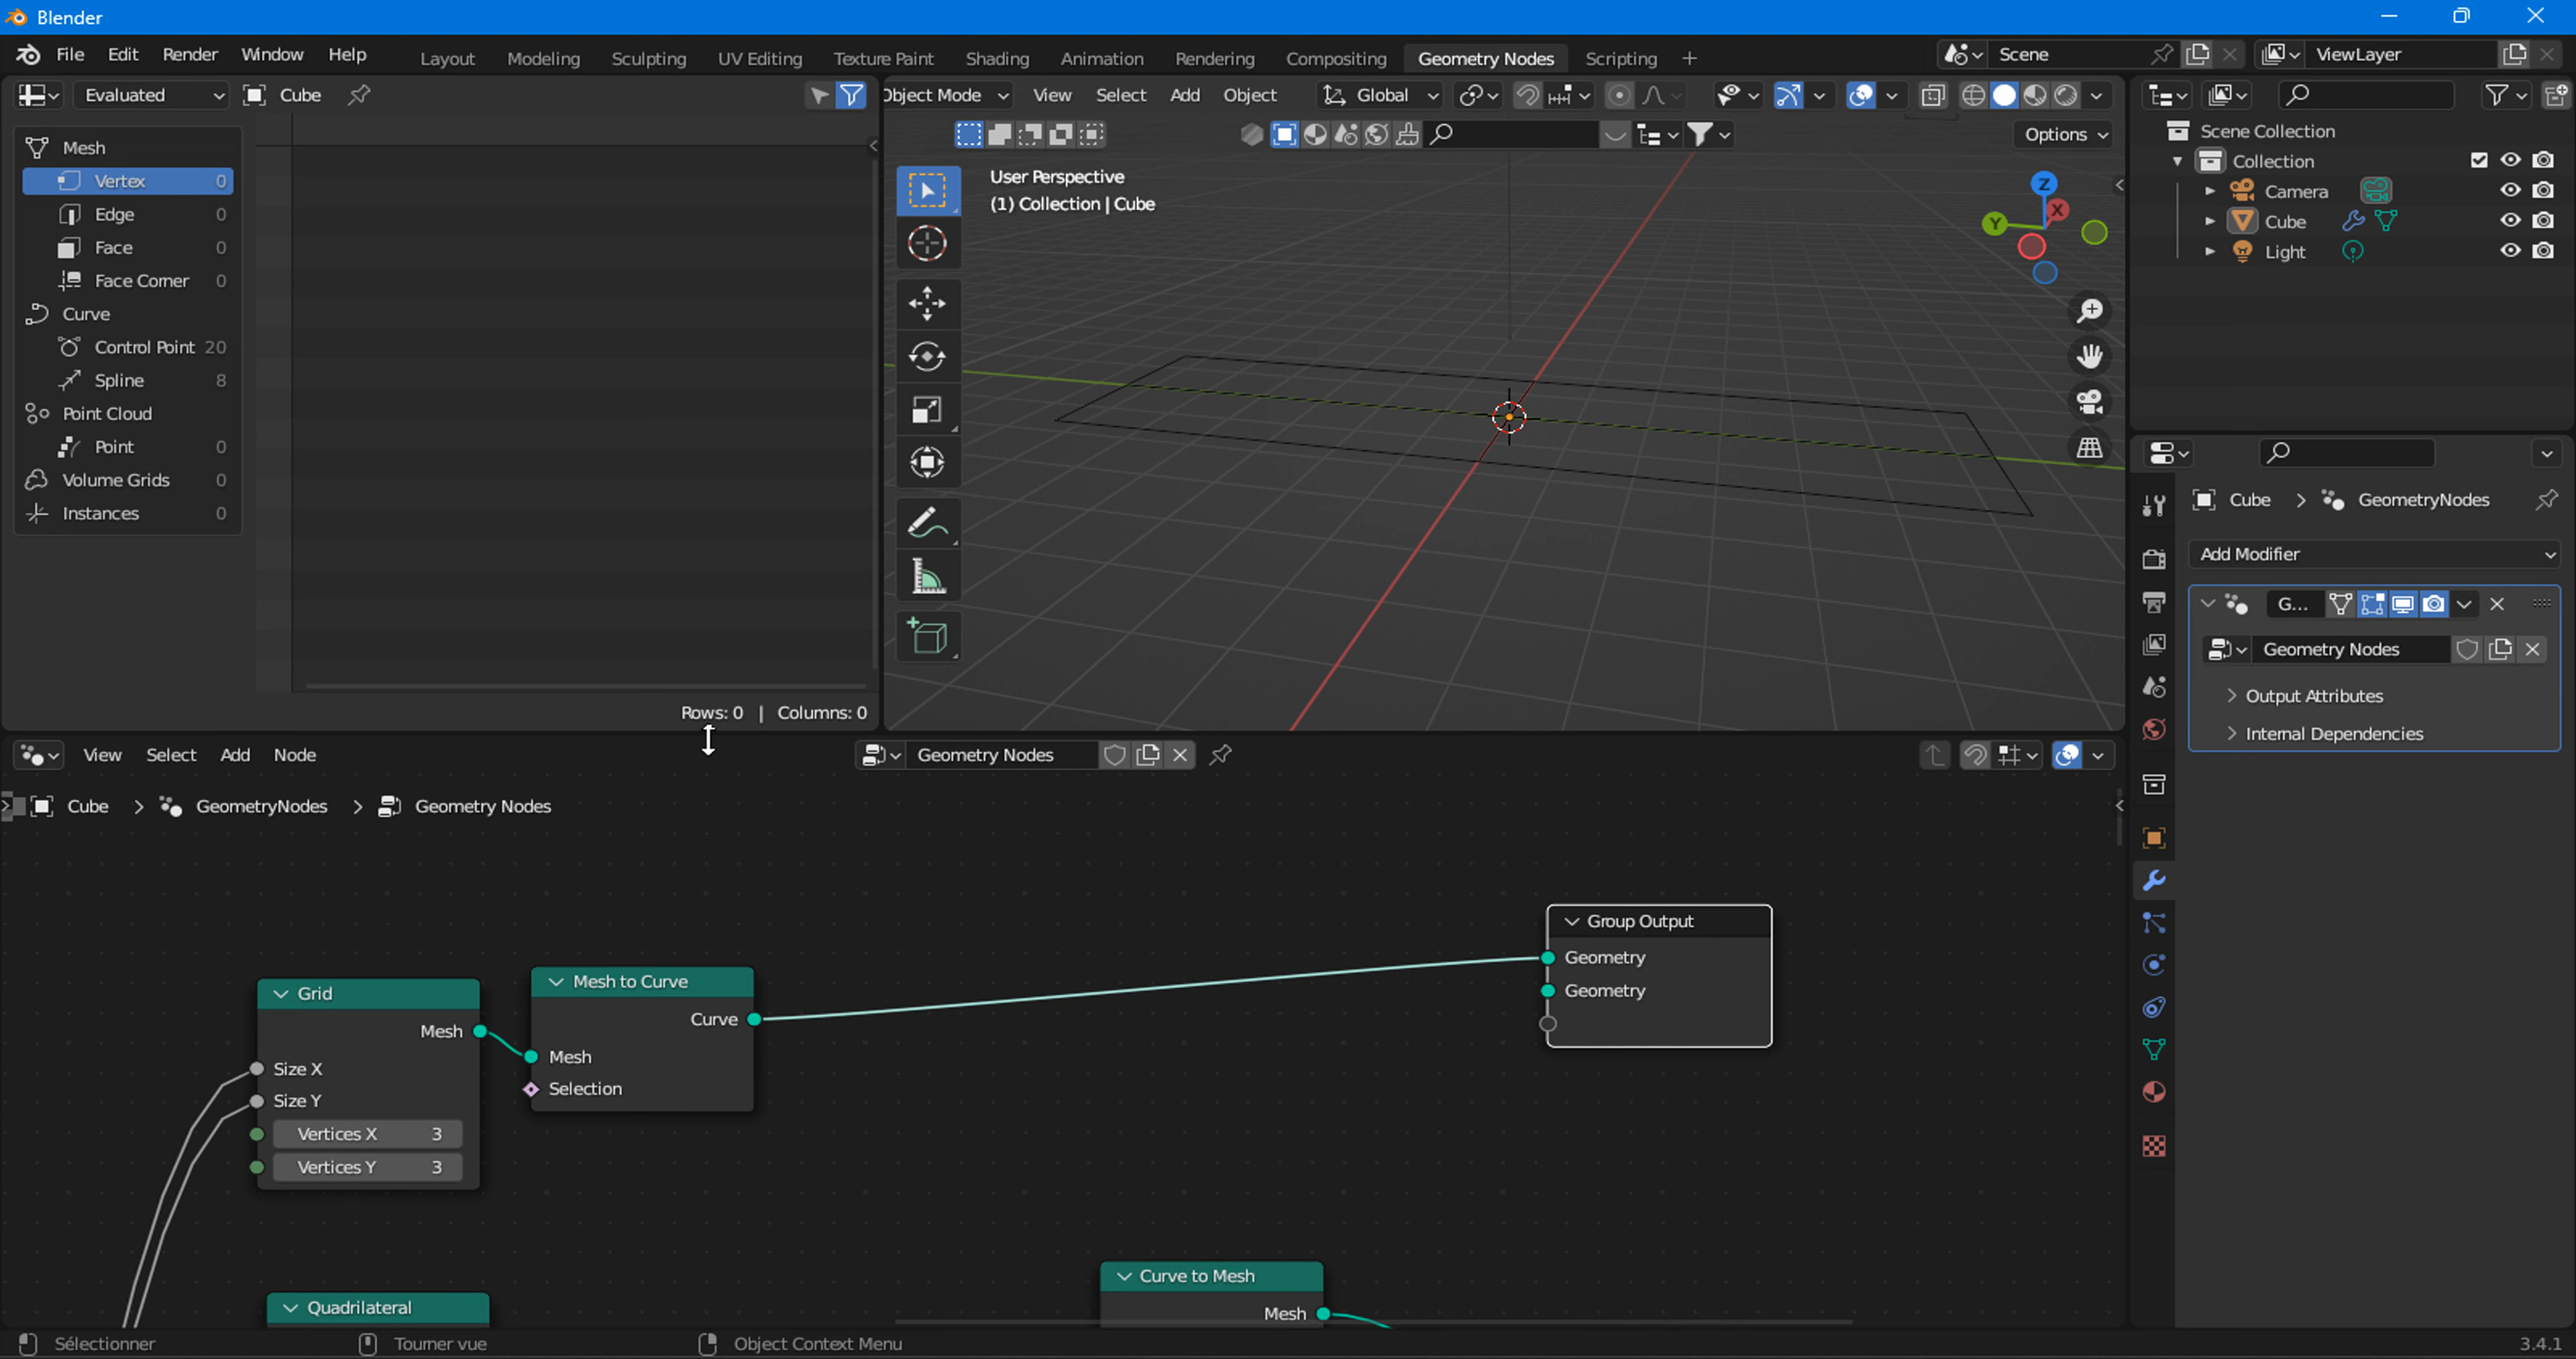 Blender
File Edit Render Window Help Layout Modeling Sculpting UV Editing Texture Paint Shading Animation Rendering Compositing Geometry Nodes Scripting + Scene ViewLayer
Evaluated Cube
Mesh
Vertex 0
Edge 0
Face 0
Face Corner 0
Curve
Control Point 20
Spline 8
Point Cloud
Point 0
Volume Grids 0
Instances 0
Rows: 0 | Columns: 0
Object Mode View Select Add Object Global
Options
User Perspective
(1) Collection | Cube
Z
X
Y
Scene Collection
Collection
Camera
Cube
Light
Cube > GeometryNodes
Add Modifier
G...
Geometry Nodes
> Output Attributes
> Internal Dependencies
View Select Add Node Geometry Nodes
Cube > GeometryNodes > Geometry Nodes
Group Output
Geometry
Geometry
Grid
Mesh
Size X
Size Y
Vertices X 3
Vertices Y 3
Mesh to Curve
Curve
Mesh
Selection
Quadrilateral
Curve to Mesh
Mesh
Sélectionner Tourner vue Object Context Menu 3.4.1